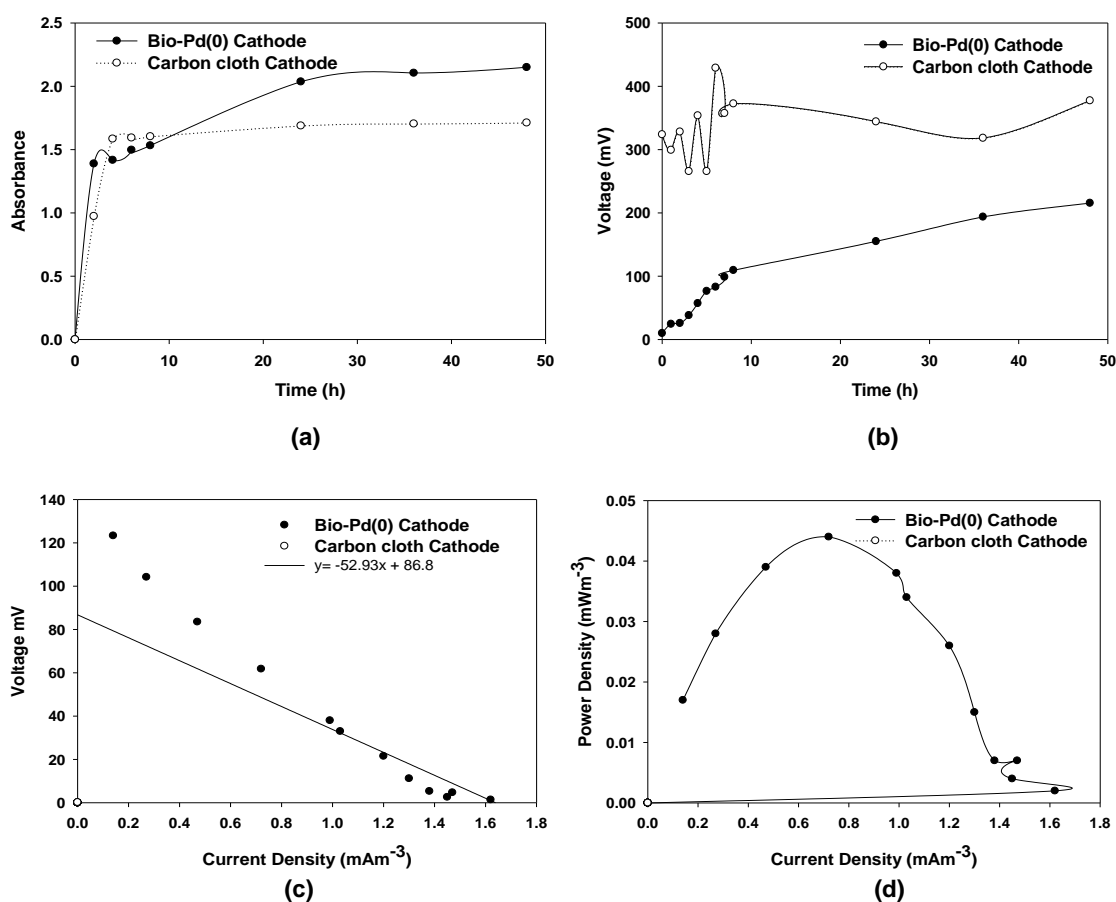 2.5
2.0
1.5
1.0
0.5
0.0
Absorbance
Bio-Pd(0) Cathode
Carbon cloth Cathode
0 10 20 30 40 50
Time (h)
(a)
500
400
300
200
100
0
Voltage (mV)
Bio-Pd(0) Cathode
Carbon cloth Cathode
0 10 20 30 40 50
Time (h)
(b)
140
120
100
80
60
40
20
0
Voltage mV
Bio-Pd(0) Cathode
Carbon cloth Cathode
y= -52.93x + 86.8
0.0 0.2 0.4 0.6 0.8 1.0 1.2 1.4 1.6 1.8
Current Density (mAm⁻³)
(c)
0.05
0.04
0.03
0.02
0.01
0.00
Power Density (mWm⁻³)
Bio-Pd(0) Cathode
Carbon cloth Cathode
0.0 0.2 0.4 0.6 0.8 1.0 1.2 1.4 1.6 1.8
Current Density (mAm⁻³)
(d)